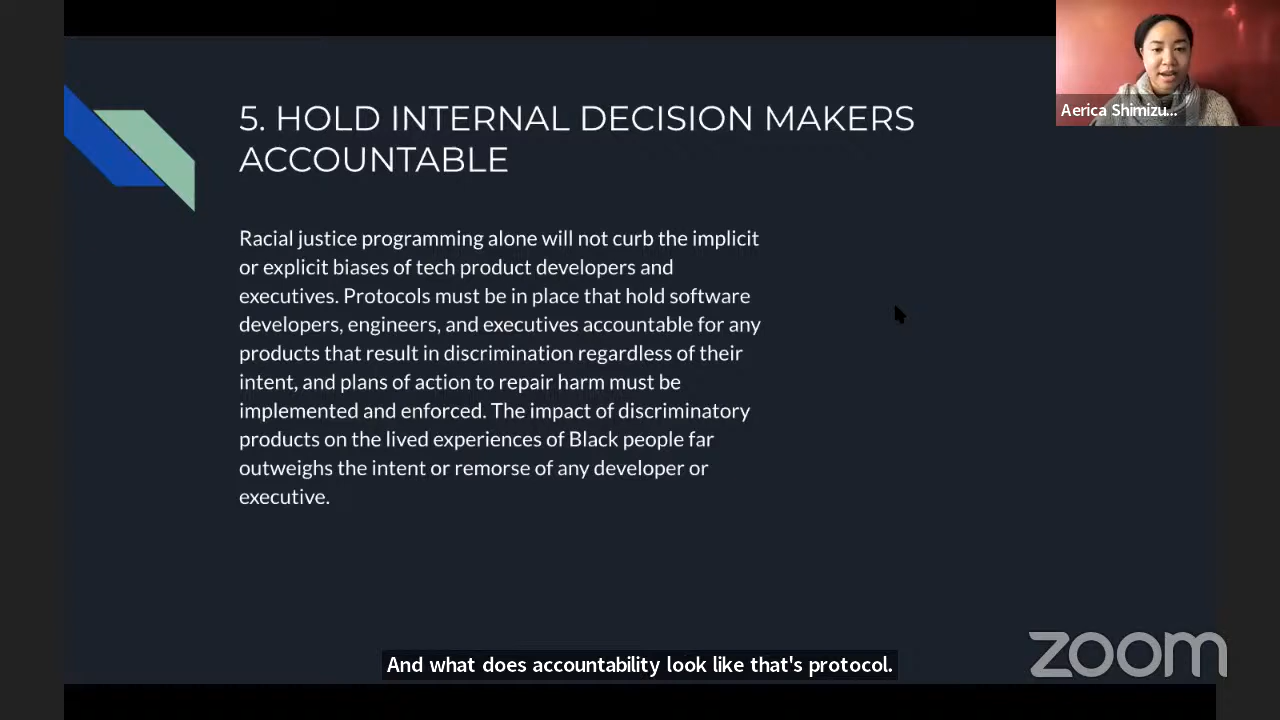 Aerica Shimizu...
5. HOLD INTERNAL DECISION MAKERS
ACCOUNTABLE
Racial justice programming alone will not curb the implicit
or explicit biases of tech product developers and
executives. Protocols must be in place that hold software
developers, engineers, and executives accountable for any
products that result in discrimination regardless of their
intent, and plans of action to repair harm must be
implemented and enforced. The impact of discriminatory
products on the lived experiences of Black people far
outweighs the intent or remorse of any developer or
executive.
zoom
And what does accountability look like that's protocol.